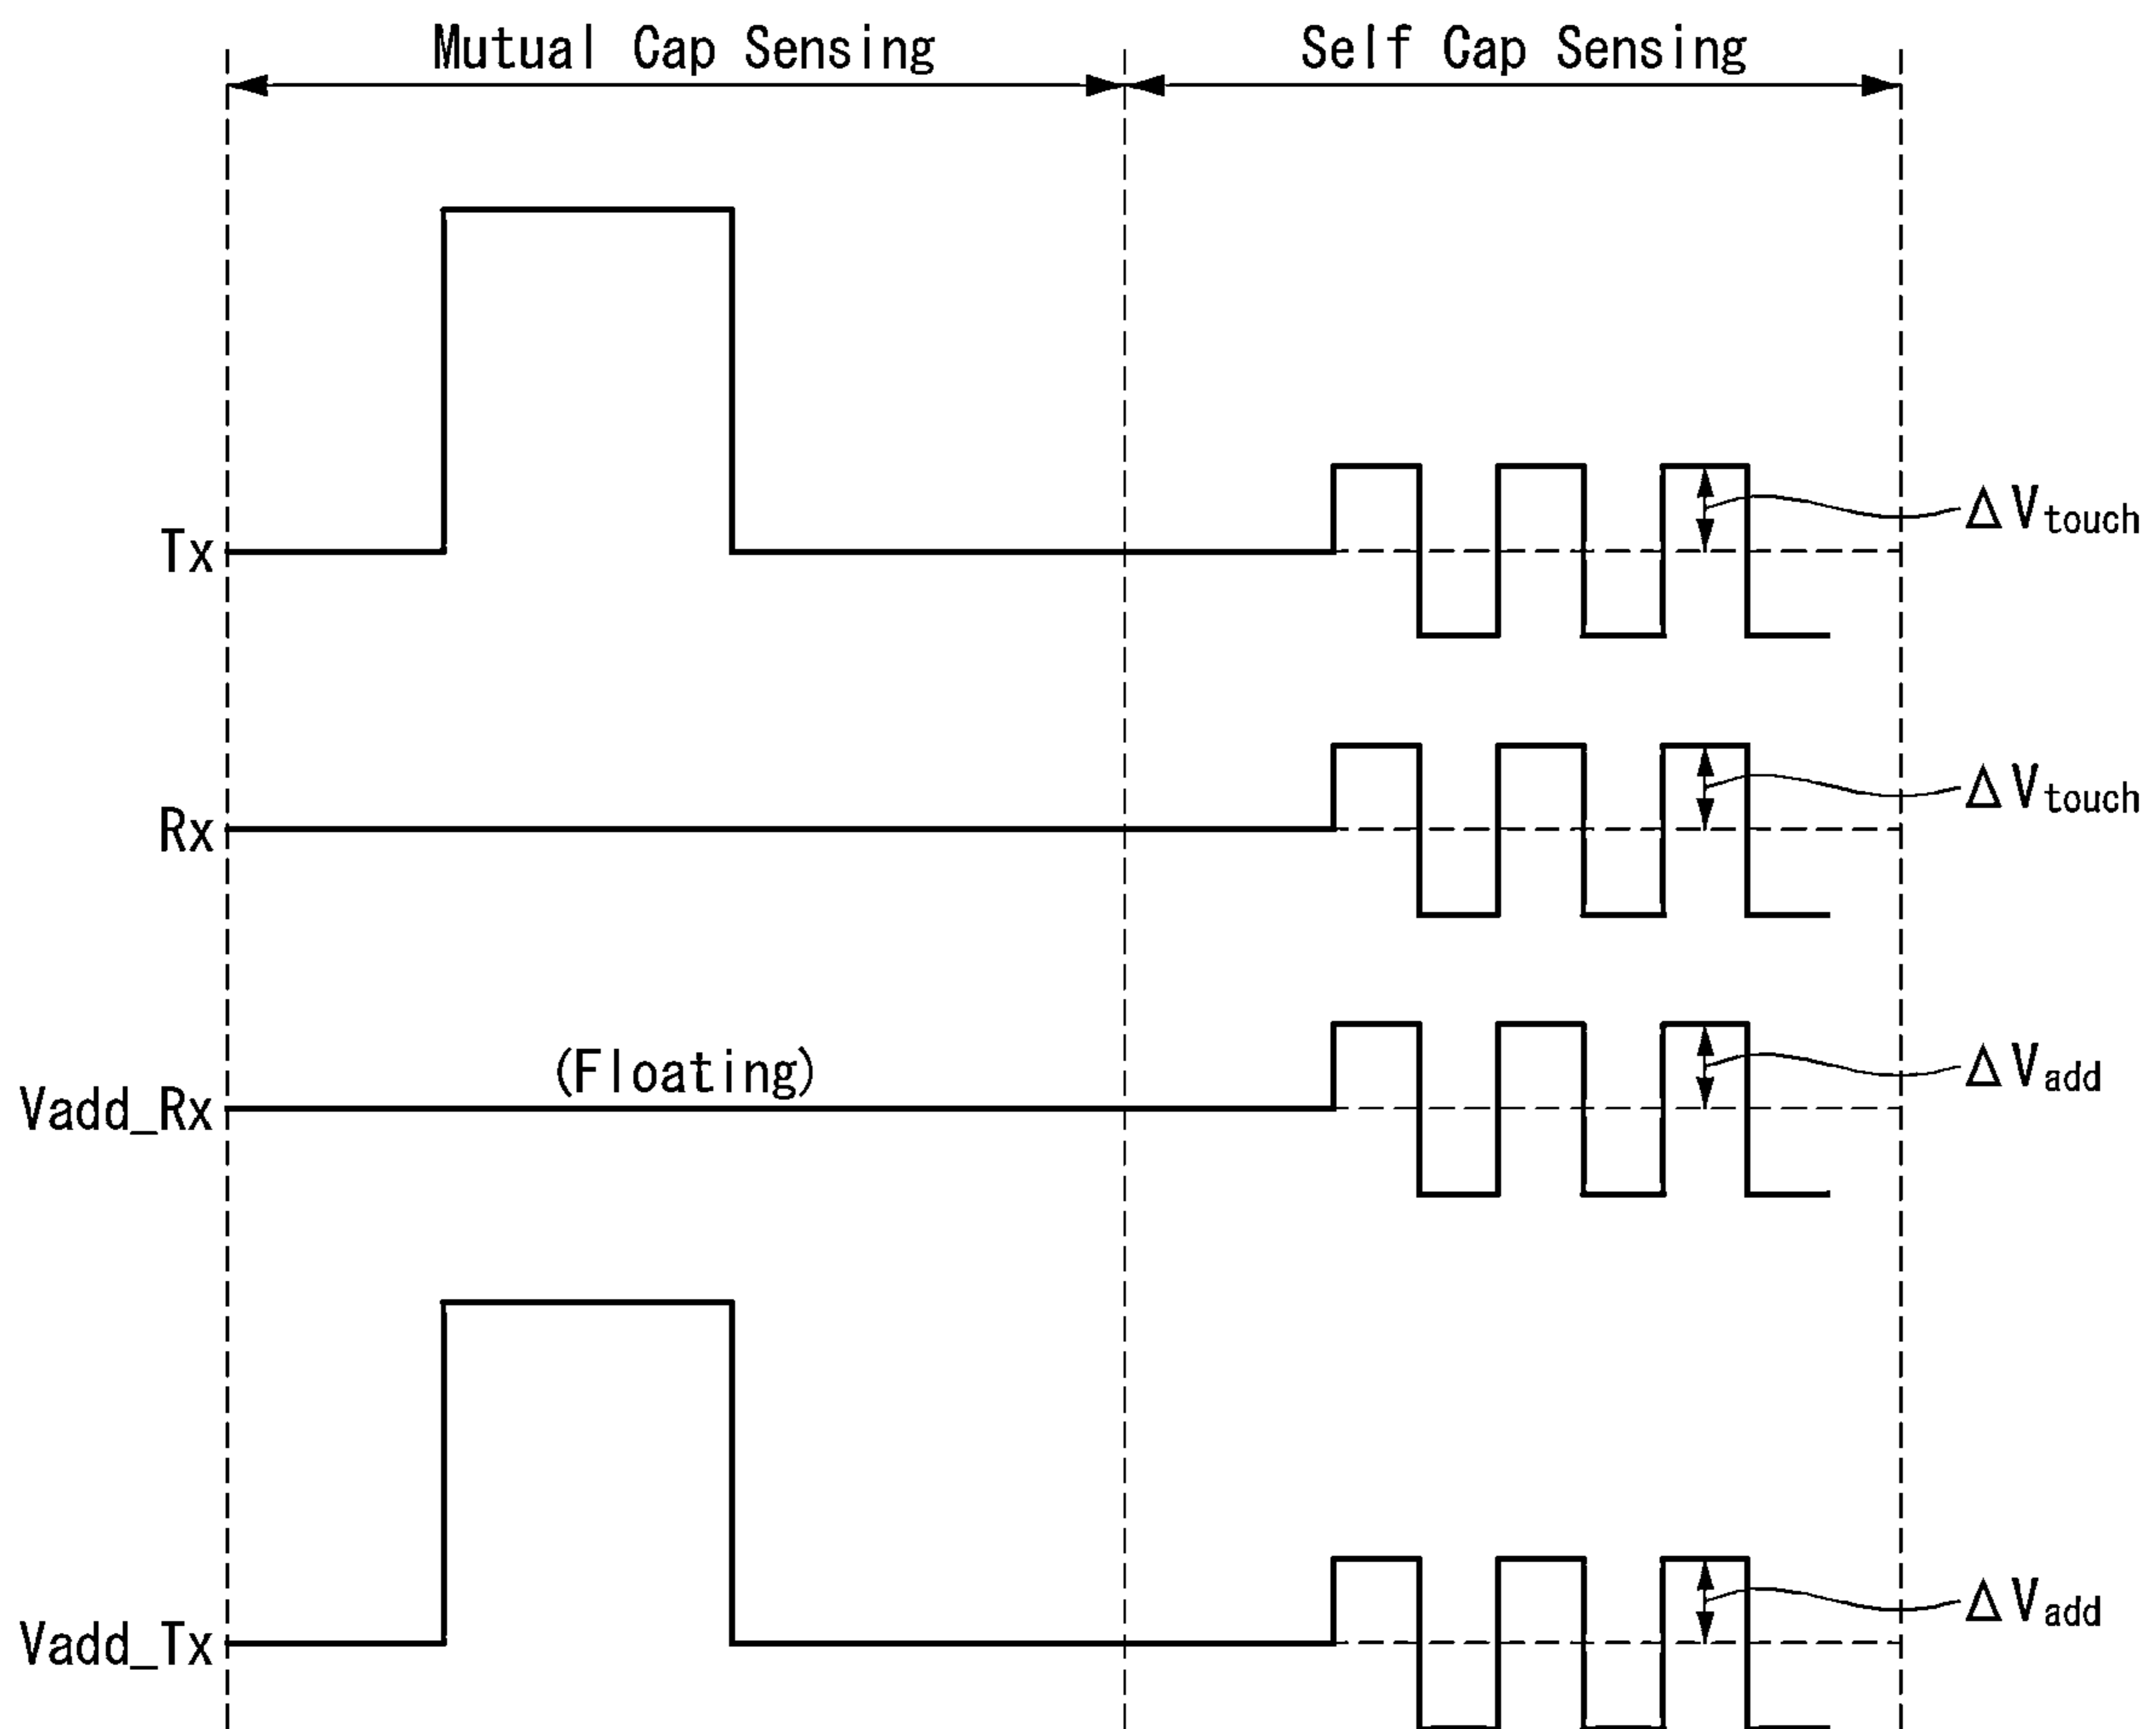 Mutual Cap Sensing
Self Cap Sensing
Tx
ΔVtouch
Rx
ΔVtouch
(Floating)
Vadd_Rx
ΔVadd
Vadd_Tx
ΔVadd